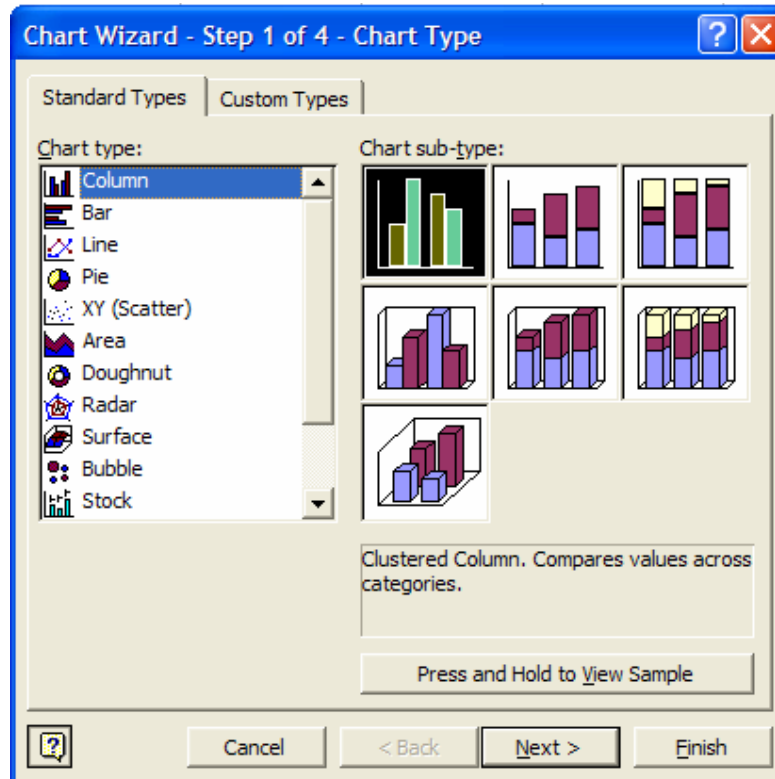 Chart Wizard - Step 1 of 4 - Chart Type
Standard Types
Custom Types
Chart type:
Column
Bar
Line
Pie
XY (Scatter)
Area
Doughnut
Radar
Surface
Bubble
Stock
Chart sub-type:
Clustered Column. Compares values across
categories.
Press and Hold to View Sample
Cancel
< Back
Next >
Finish